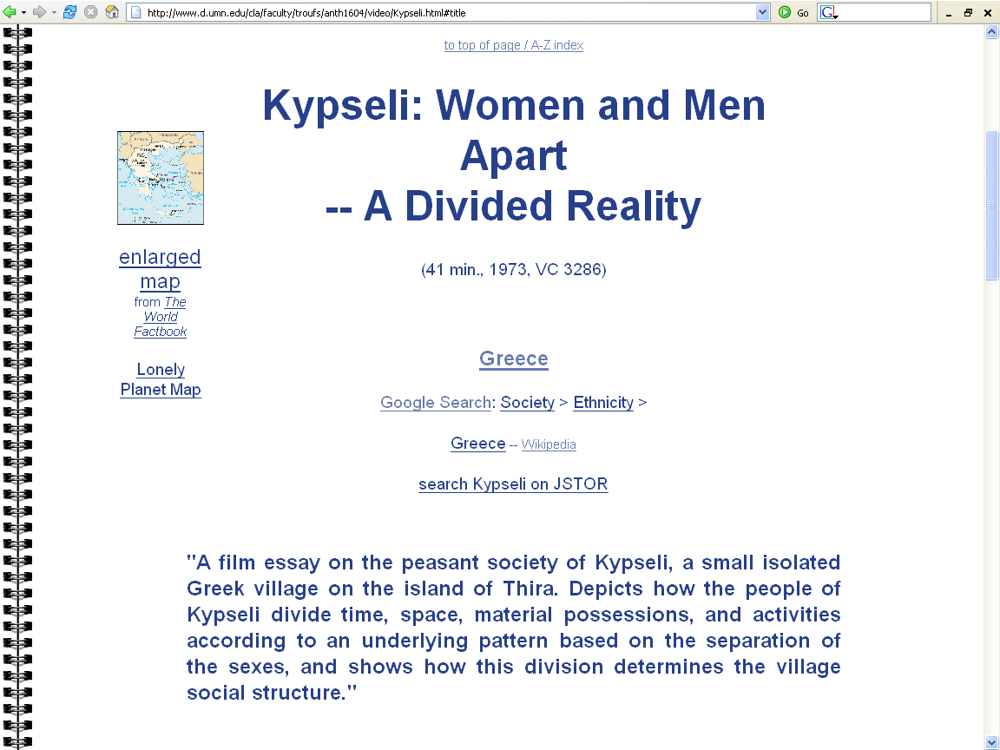 http://www.d.umn.edu/cla/faculty/troufs/anth1604/video/Kypseli.html#title
Go
G
to top of page / A-Z index
Kypseli: Women and Men
Apart
-- A Divided Reality
enlarged
map
from The
World
Factbook
Lonely
Planet Map
(41 min., 1973, VC 3286)
Greece
Google Search: Society > Ethnicity >
Greece -- Wikipedia
search Kypseli on JSTOR
"A film essay on the peasant society of Kypseli, a small isolated
Greek village on the island of Thira. Depicts how the people of
Kypseli divide time, space, material possessions, and activities
according to an underlying pattern based on the separation of
the sexes, and shows how this division determines the village
social structure."